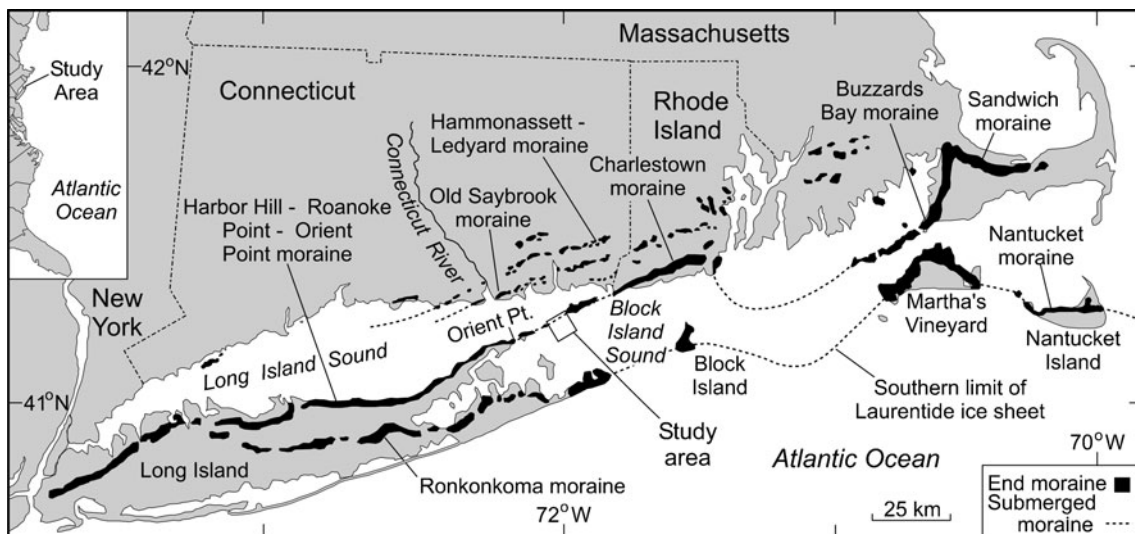 Massachusetts
42°N
Study
Area
Atlantic
Ocean
Connecticut
Rhode
Island
Buzzards
Bay moraine
Sandwich
moraine
Hammonassett -
Ledyard moraine
Charlestown
moraine
Connecticut River
Old Saybrook
moraine
Harbor Hill - Roanoke
Point - Orient
Point moraine
New
York
Nantucket
moraine
Martha's
Vineyard
Nantucket
Island
Orient Pt.
Block
Island
Sound
Long Island Sound
Block
Island
Southern limit of
Laurentide ice sheet
41°N
Study
area
Long Island
Ronkonkoma moraine
Atlantic Ocean
70°W
72°W
25 km
End moraine
Submerged
moraine